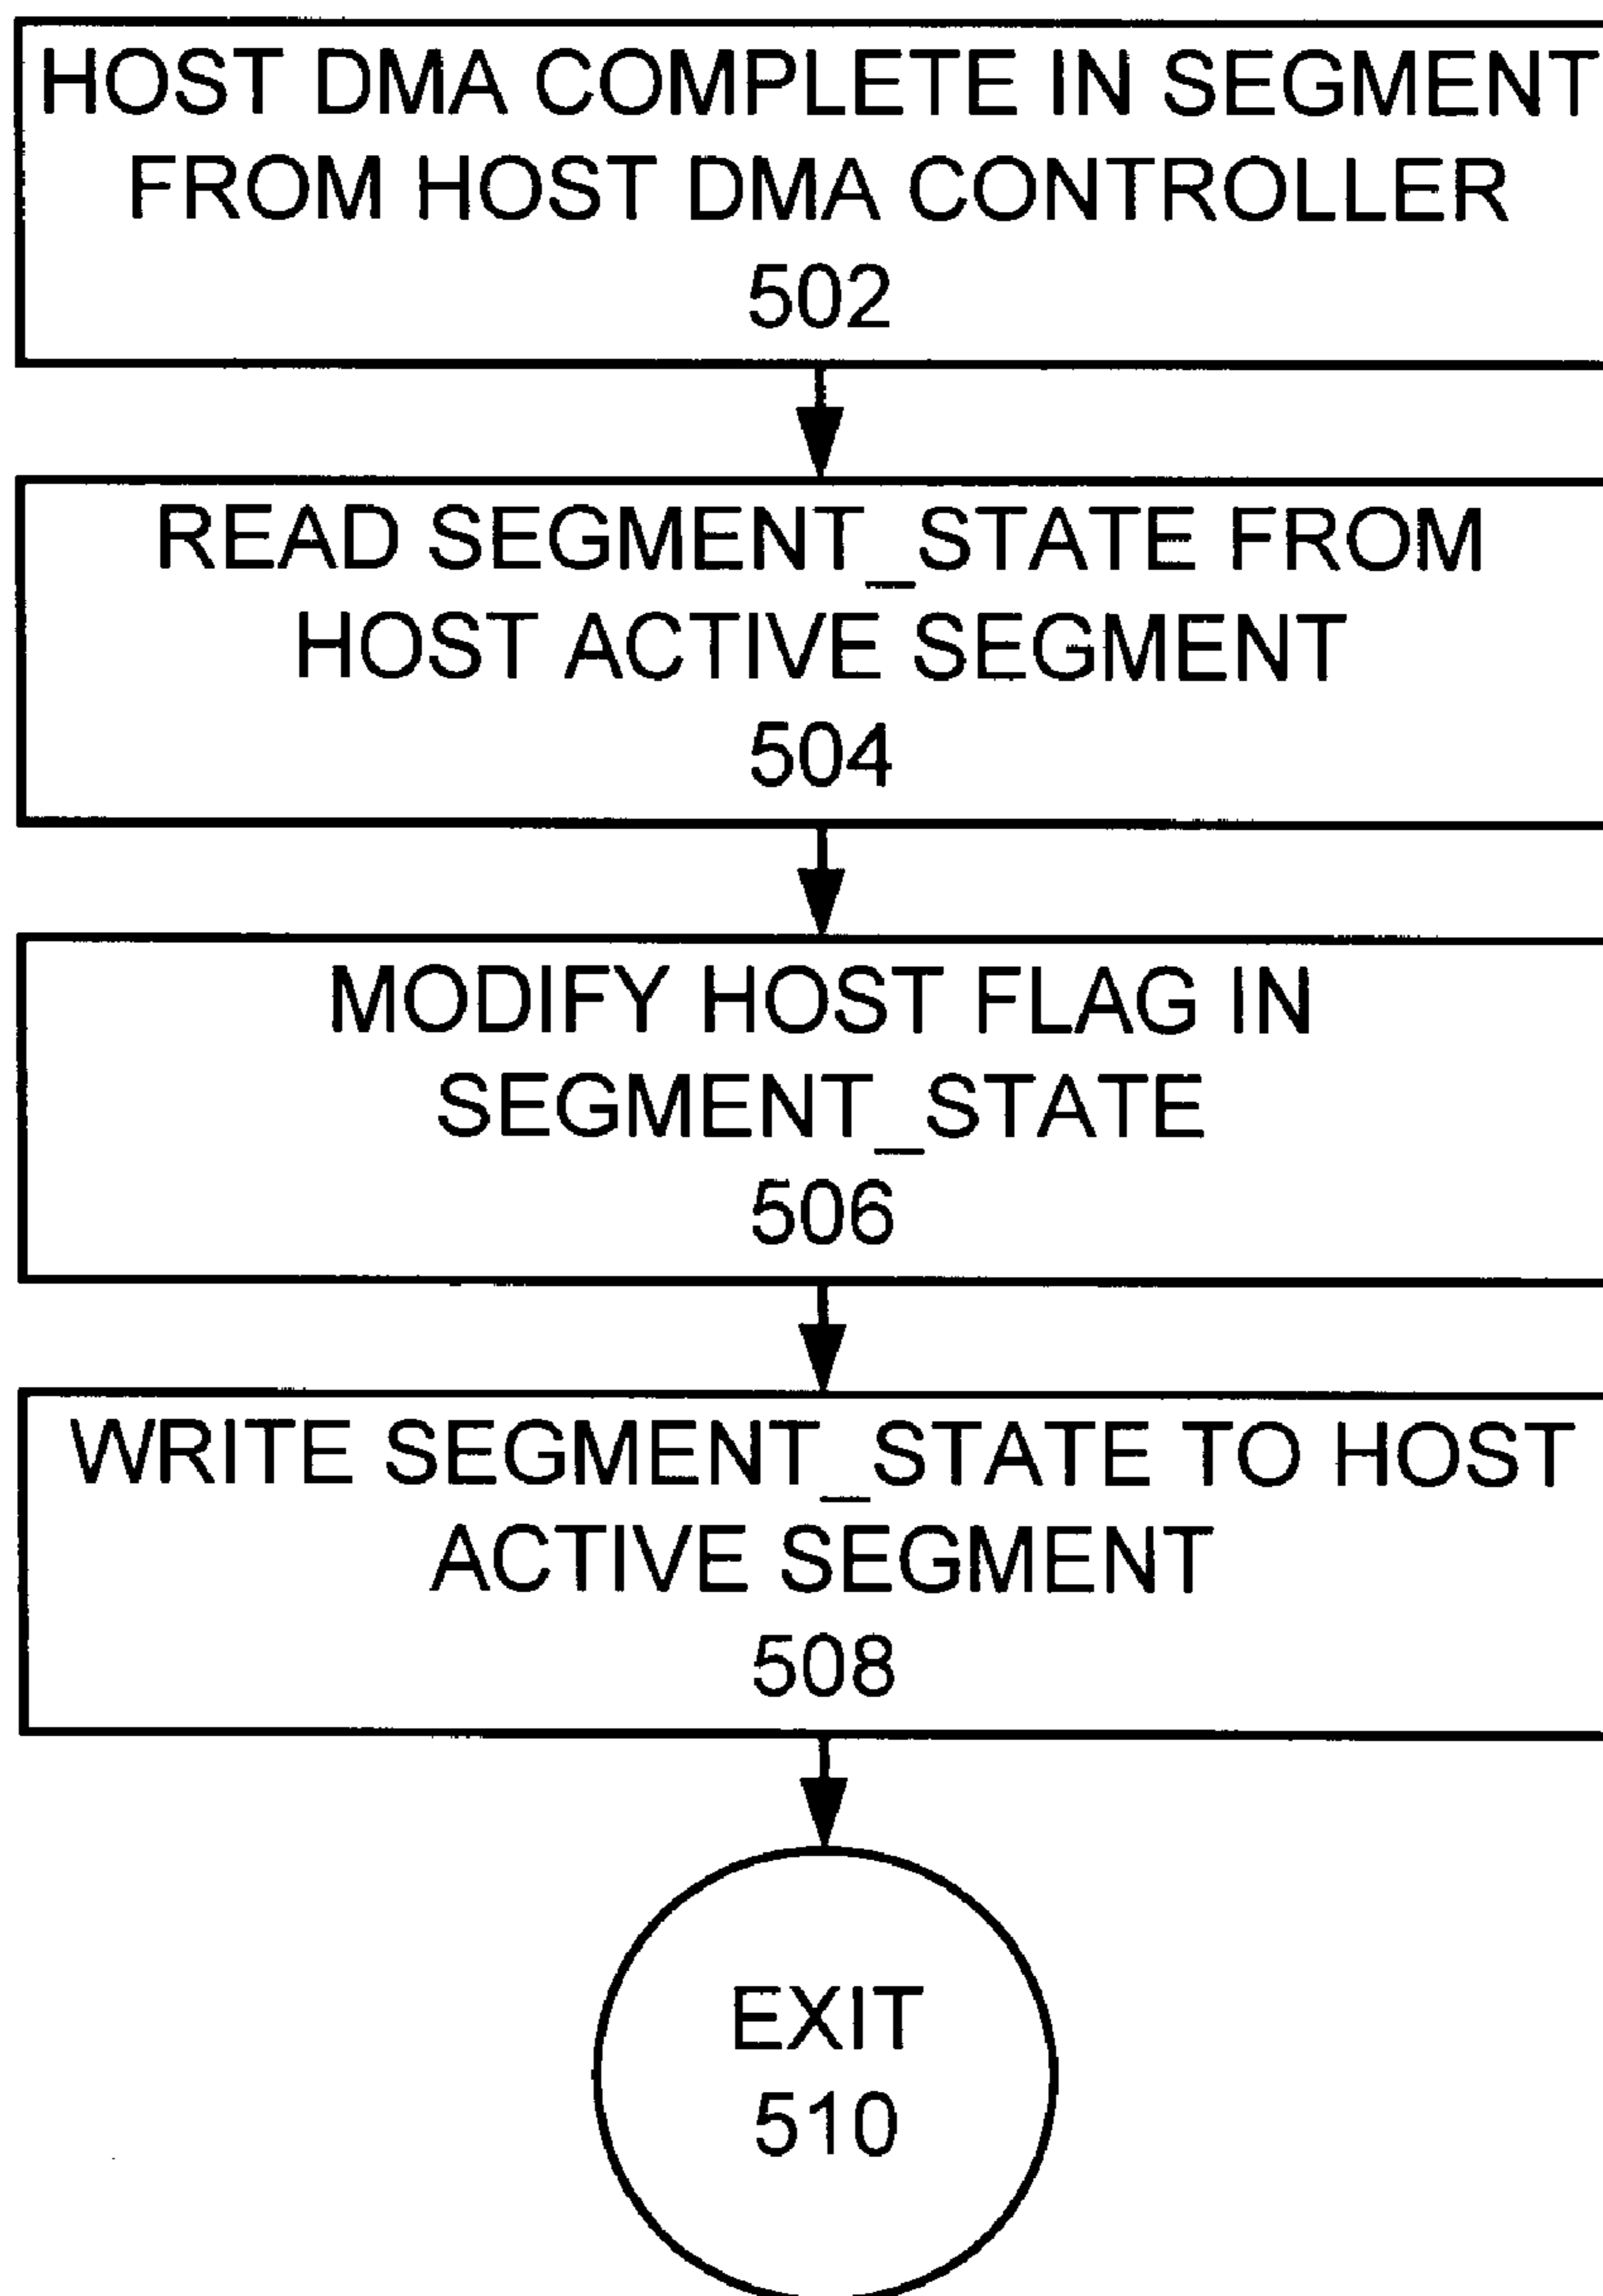 HOST DMA COMPLETE IN SEGMENT
FROM HOST DMA CONTROLLER
502
READ SEGMENT_STATE FROM
HOST ACTIVE SEGMENT
504
MODIFY HOST FLAG IN
SEGMENT_STATE
506
WRITE SEGMENT_STATE TO HOST
ACTIVE SEGMENT
508
EXIT
510